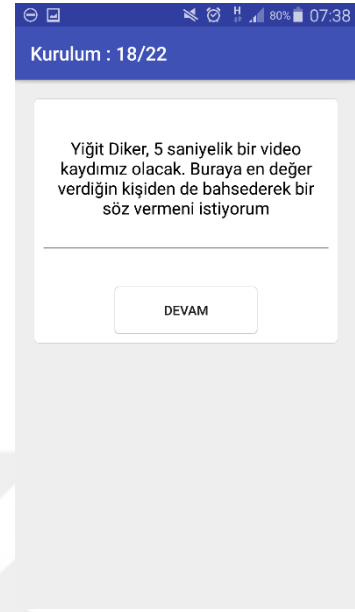 H 80% 07:38
Kurulum : 18/22
Yiğit Diker, 5 saniyelik bir video
kaydımız olacak. Buraya en değer
verdiğin kişiden de bahsederek bir
söz vermeni istiyorum
DEVAM